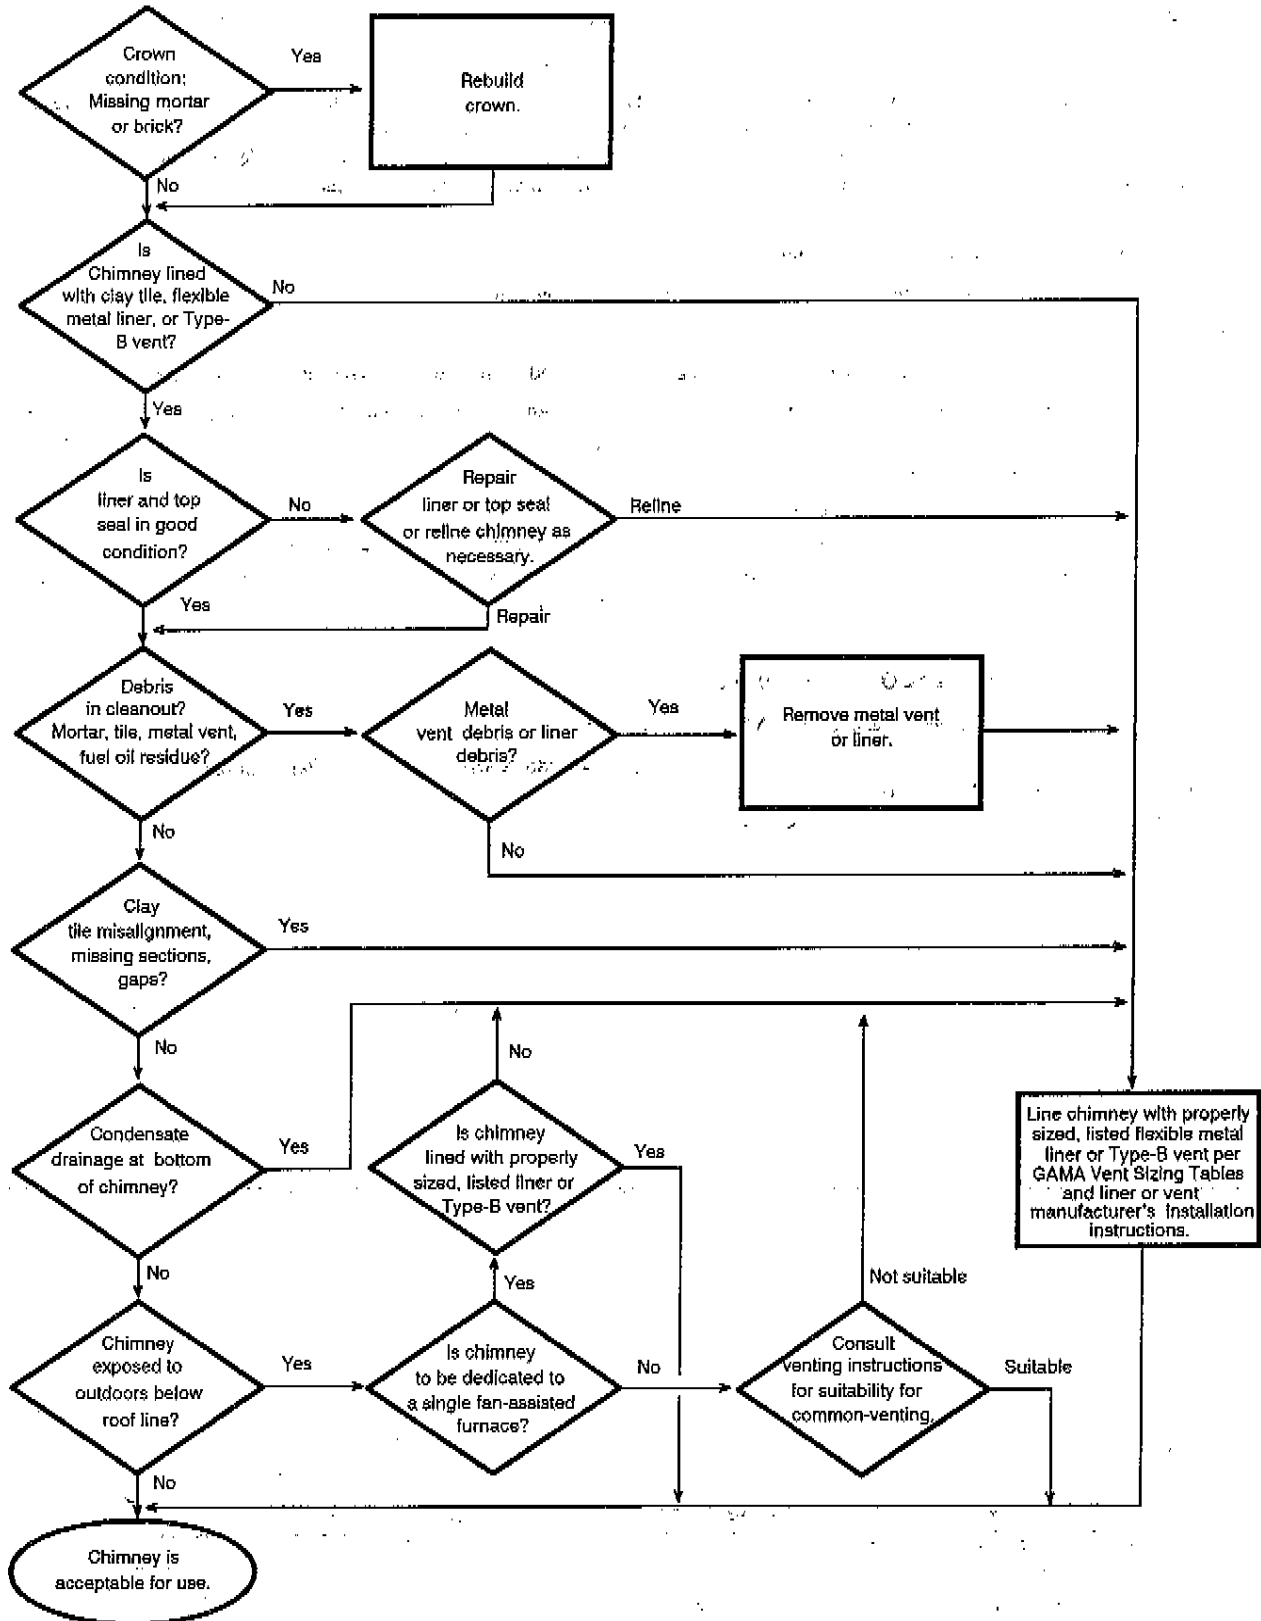 Crown
condition:
Missing mortar
or brick?
Yes
Rebuild
crown.
No
Is
Chimney lined
with clay tile, flexible
metal liner, or Type-
B vent?
No
Yes
Is
liner and top
seal in good
condition?
No
Repair
liner or top seal
or reline chimney as
necessary.
Reline
Yes
Repair
Debris
in cleanout?
Mortar, tile, metal vent,
fuel oil residue?
Yes
Metal
vent debris or liner
debris?
Yes
Remove metal vent
or liner.
No
No
Clay
tile misalignment,
missing sections,
gaps?
Yes
No
No
Condensate
drainage at bottom
of chimney?
Yes
Is chimney
lined with properly
sized, listed liner or
Type-B vent?
Yes
Line chimney with properly
sized, listed flexible metal
liner or Type-B vent per
GAMA Vent Sizing Tables
and liner or vent
manufacturer's installation
instructions.
No
Yes
Not suitable
Chimney
exposed to
outdoors below
roof line?
Yes
Is chimney
to be dedicated to
a single fan-assisted
furnace?
No
Consult
venting instructions
for suitability for
common-venting.
Suitable
No
Chimney is
acceptable for use.